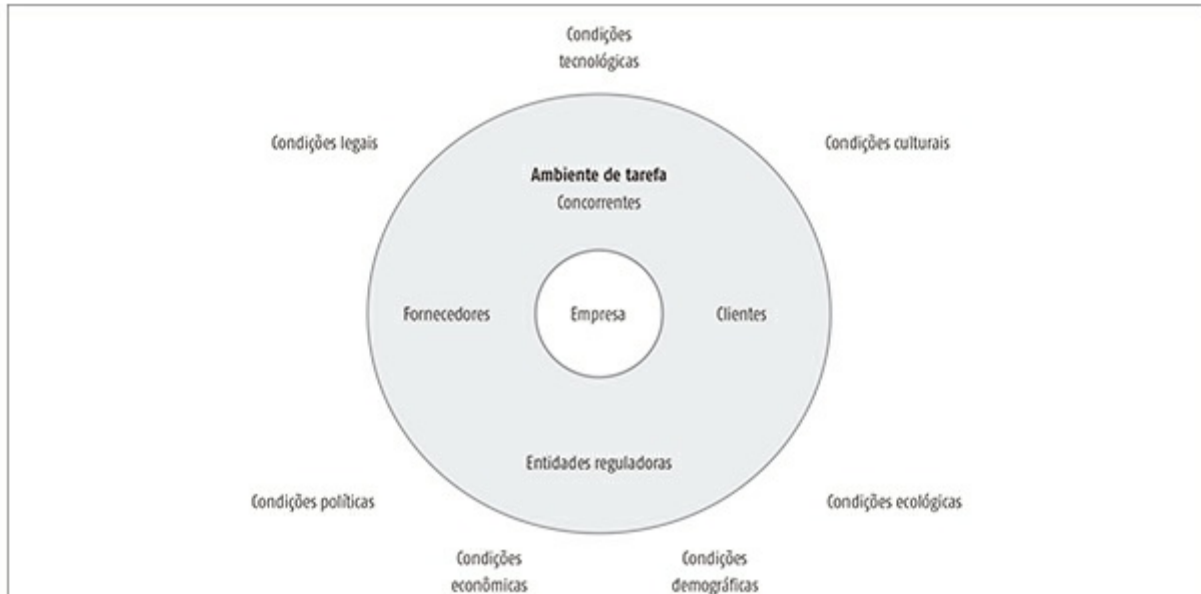 Condições
tecnológicas
Condições legais
Condições culturais
Ambiente de tarefa
Concorrentes
Fornecedores
Empresa
Clientes
Entidades reguladoras
Condições políticas
Condições ecológicas
Condições
econômicas
Condições
demográficas